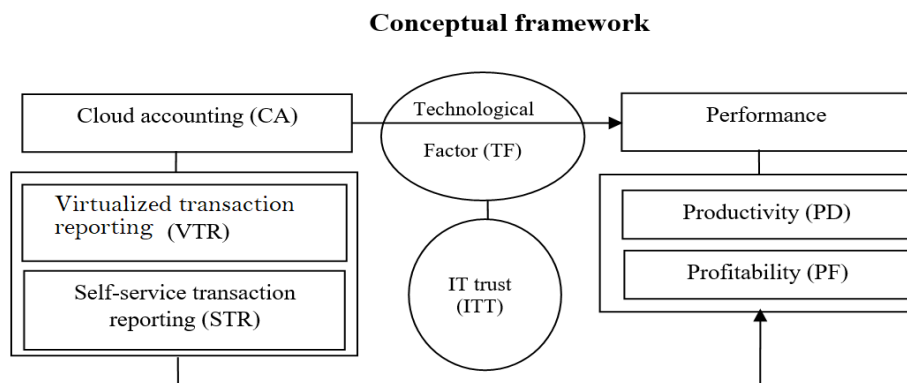 Conceptual framework
Cloud accounting (CA)
Technological
Factor (TF)
Performance
Virtualized transaction
reporting (VTR)
Self-service transaction
reporting (STR)
IT trust
(ITT)
Productivity (PD)
Profitability (PF)